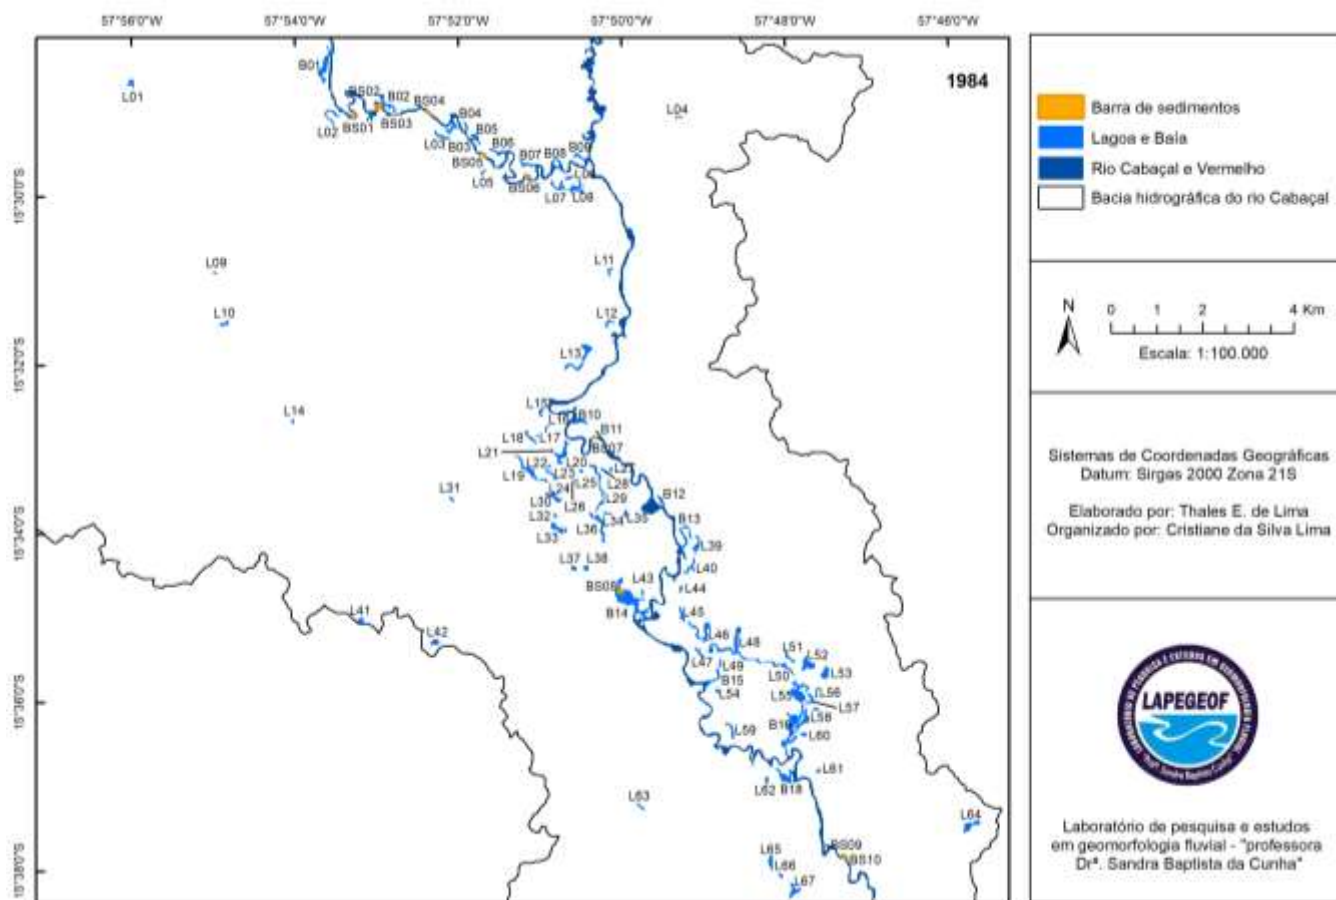 57°56'0"W 57°54'0"W 57°52'0"W 57°50'0"W 57°48'0"W 57°46'0"W
1984
B01
L01
BS02
B02
BS04
L04
L02
BS01
BS03
B04
L03
B03
B05
BS05
B06
B07
B08
B09
L05
BS06
L07
L08
15°30'0"S
L09
L11
L10
L12
L13
15°32'0"S
L14
L15
L16
B10
B11
L18
L17
BS07
L21
L20
L19
L22
L23
L24
L25
L26
L28
L29
L30
L31
L32
L33
L34
L35
L36
B12
B13
15°34'0"S
L37
L38
L39
L40
BS08
L43
L44
B14
L45
L41
L42
L46
L48
L47
L49
L51
L52
L50
L53
B15
L54
L55
L56
L57
15°36'0"S
L58
L59
L60
L61
L62
B18
L63
L64
BS09
BS10
L65
L66
L67
15°38'0"S
Barra de sedimentos
Lagoa e Baía
Rio Cabaçal e Vermelho
Bacia hidrográfica do rio Cabaçal
N
0 1 2 4 Km
Escala: 1:100.000
Sistemas de Coordenadas Geográficas
Datum: Sirgas 2000 Zona 21S
Elaborado por: Thales E. de Lima
Organizado por: Cristiane da Silva Lima
LAPEGEOF
Laboratório de pesquisa e estudos
em geomorfologia fluvial - "professora
Drª. Sandra Baptista da Cunha"